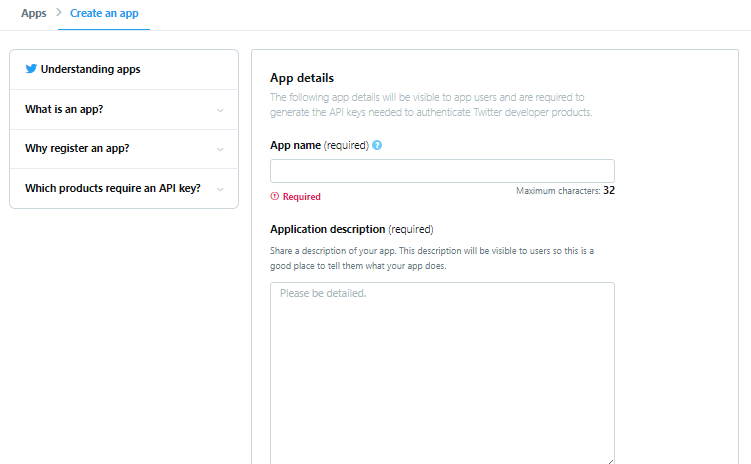 Apps > Create an app
Understanding apps
What is an app?
Why register an app?
Which products require an API key?
App details
The following app details will be visible to app users and are required to
generate the API keys needed to authenticate Twitter developer products.
App name (required) ?
Required
Maximum characters: 32
Application description (required)
Share a description of your app. This description will be visible to users so this is a
good place to tell them what your app does.
Please be detailed.